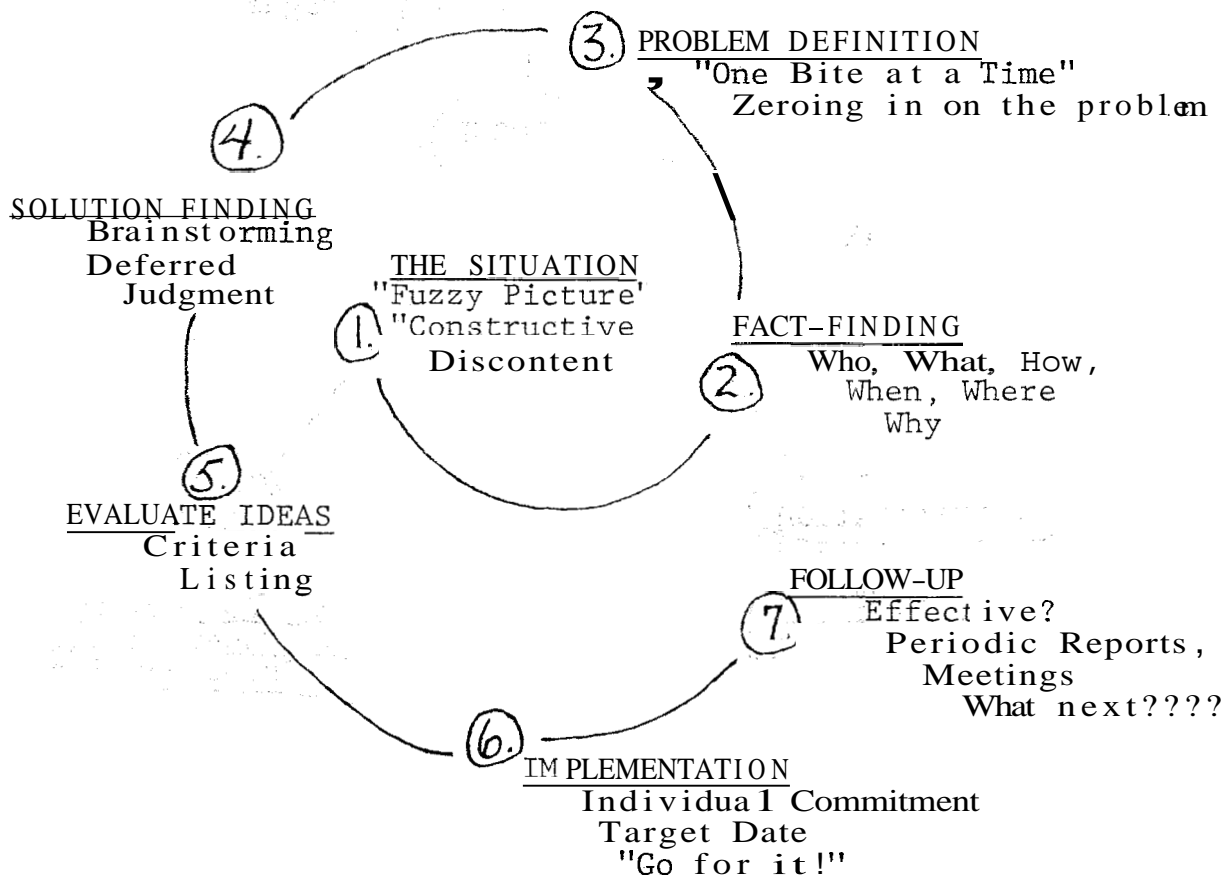 1.
THE SITUATION
"Fuzzy Picture'
"Constructive
Discontent
2.
FACT-FINDING
Who, What, How,
When, Where
Why
3.
PROBLEM DEFINITION
"One Bite at a Time"
Zeroing in on the problem
4.
SOLUTION FINDING
Brainstorming
Deferred
Judgment
5.
EVALUATE IDEAS
Criteria
Listing
6.
IMPLEMENTATION
Individual Commitment
Target Date
"Go for it!"
7.
FOLLOW-UP
Effective?
Periodic Reports,
Meetings
What next????